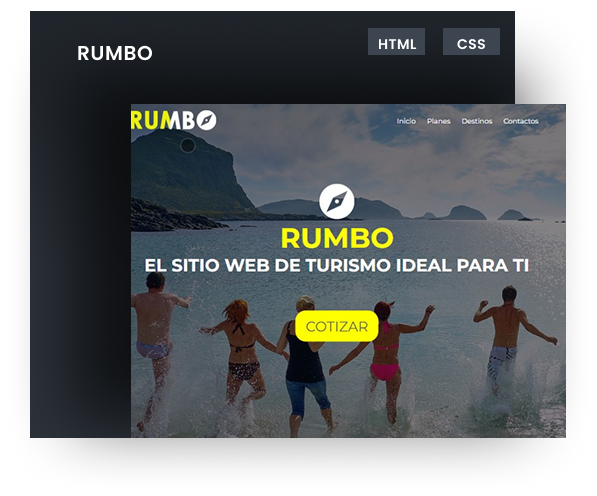 RUMBO
HTML
CSS
RUMBO
Inicio
Planes
Destinos
Contactos
RUMBO
EL SITIO WEB DE TURISMO IDEAL PARA TI
COTIZAR